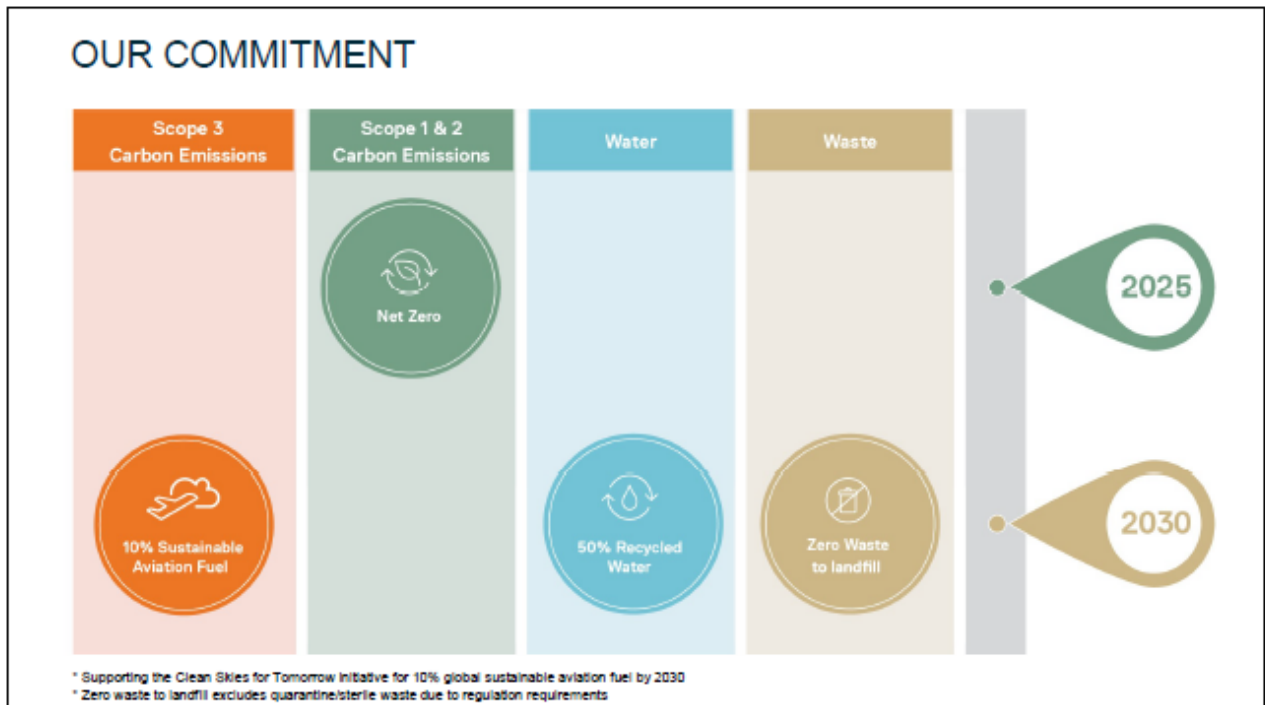 OUR COMMITMENT
Scope 3
Carbon Emissions
Scope 1 & 2
Carbon Emissions
Water
Waste
Net Zero
2025
10% Sustainable
Aviation Fuel
50% Recycled
Water
Zero Waste
to landfill
2030
* Supporting the Clean Skies for Tomorrow Initiative for 10% global sustainable aviation fuel by 2030
* Zero waste to landfill excludes quarantine/sterile waste due to regulation requirements